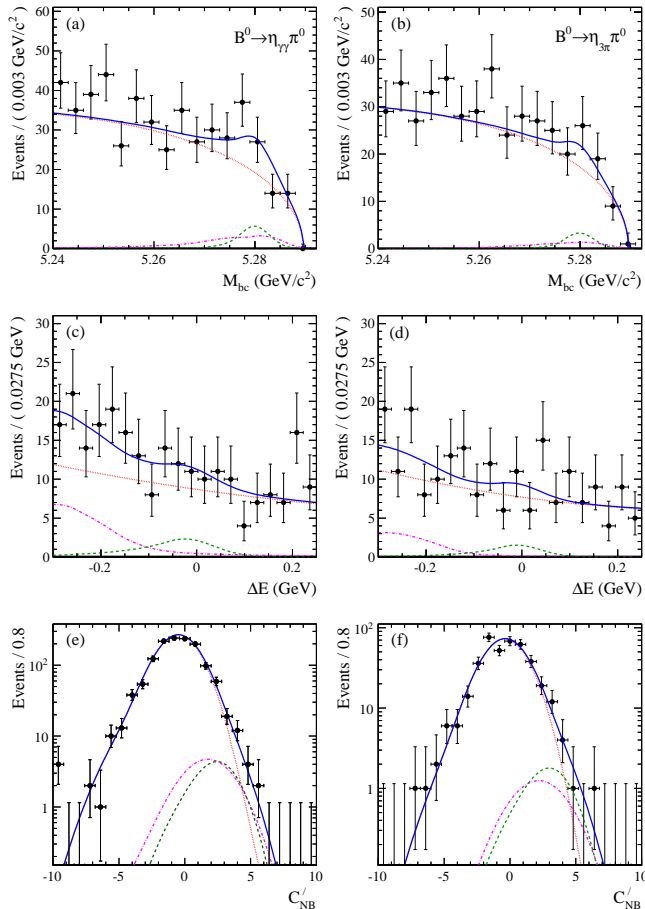 (a) B⁰→η_γγ π⁰
Events / ( 0.003 GeV/c² )
60
50
40
30
20
10
0
5.24 5.26 5.28
M_bc (GeV/c²)
(b) B⁰→η_3π π⁰
Events / ( 0.003 GeV/c² )
50
40
30
20
10
0
5.24 5.26 5.28
M_bc (GeV/c²)
(c)
Events / ( 0.0275 GeV )
30
25
20
15
10
5
0
-0.2 0 0.2
ΔE (GeV)
(d)
Events / ( 0.0275 GeV )
30
25
20
15
10
5
0
-0.2 0 0.2
ΔE (GeV)
(e)
Events / 0.8
10²
10
1
-10 -5 0 5 10
C′_NB
(f)
Events / 0.8
10²
10
1
-10 -5 0 5 10
C′_NB